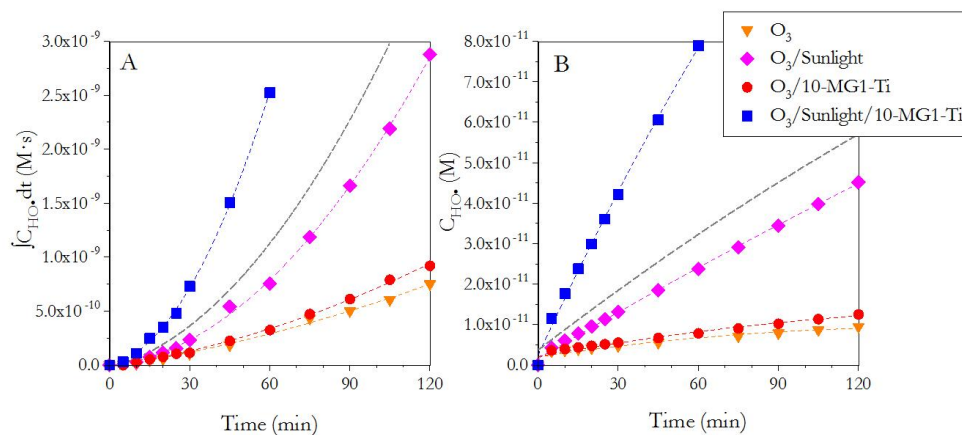 A
3.0x10⁻⁹
2.5x10⁻⁹
2.0x10⁻⁹
1.5x10⁻⁹
1.0x10⁻⁹
5.0x10⁻¹⁰
0.0
∫C_HO•dt (M·s)
0 30 60 90 120
Time (min)
B
8.0x10⁻¹¹
7.0x10⁻¹¹
6.0x10⁻¹¹
5.0x10⁻¹¹
4.0x10⁻¹¹
3.0x10⁻¹¹
2.0x10⁻¹¹
1.0x10⁻¹¹
0.0
C_HO• (M)
0 30 60 90 120
Time (min)
O₃
O₃/Sunlight
O₃/10-MG1-Ti
O₃/Sunlight/10-MG1-Ti